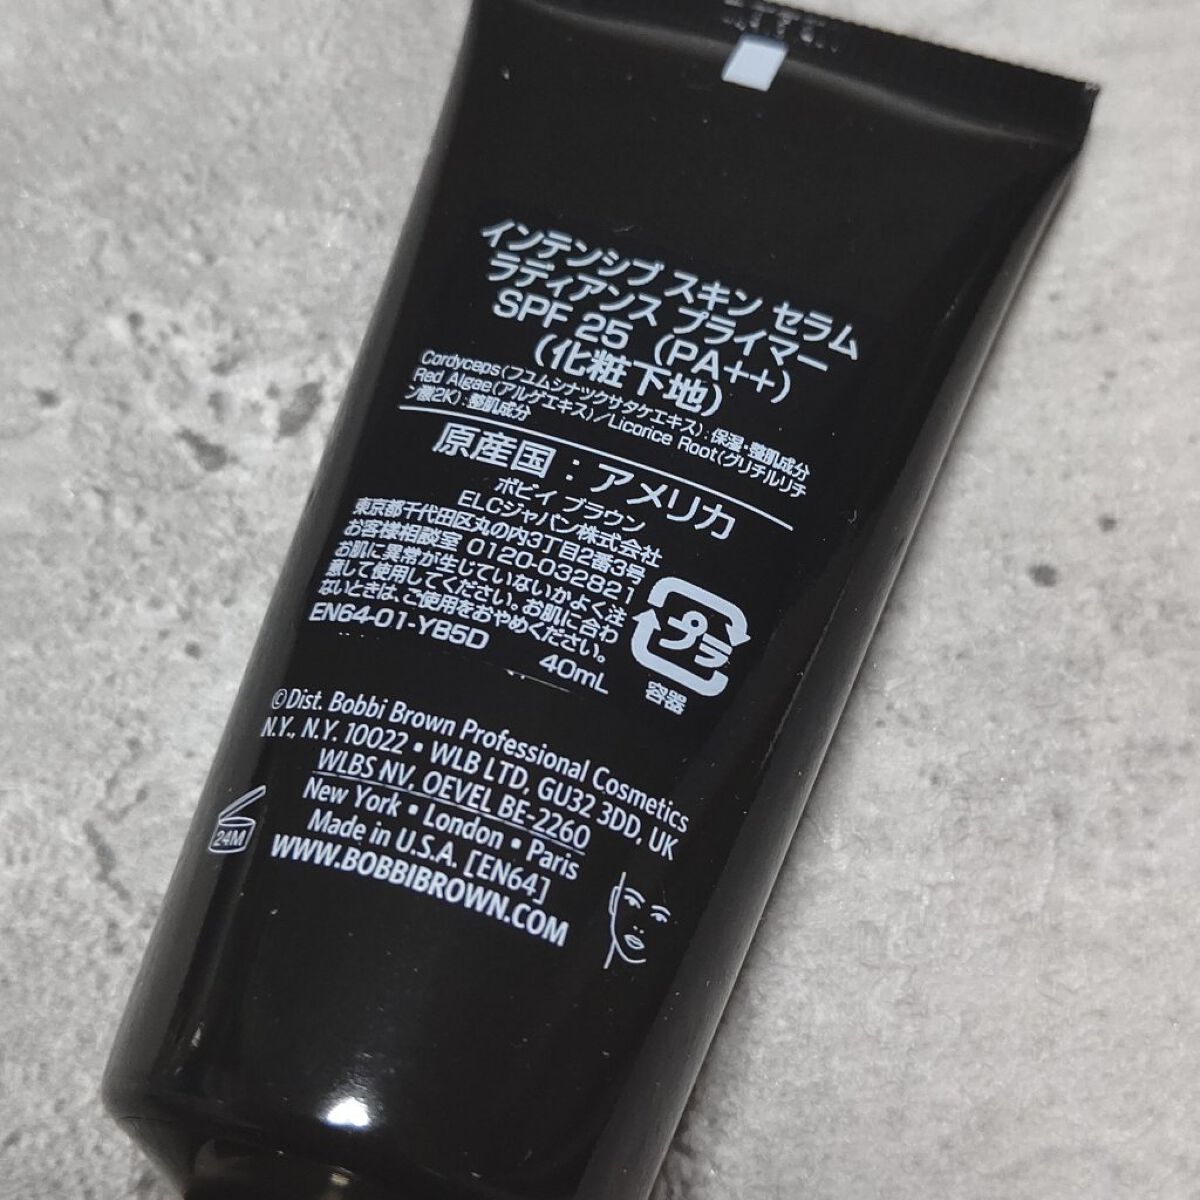 インテンシブ スキン セラム
ラディアンス プライマー
SPF 25 (PA++)
(化粧下地)
Cordyceps(フユムシナツクサタケエキス):保湿・整肌成分
Red Algae(アルゲエキス)/Licorice Root(グリチルリチ
ン酸2K):整肌成分
原産国:アメリカ
ボビイ ブラウン
ELCジャパン株式会社
東京都千代田区丸の内3丁目2番3号
お客様相談室 0120-032821
お肌に異常が生じていないかよく注
意して使用してください。お肌に合わ
ないときは、ご使用をおやめください。
EN64-01-YB5D 40mL
プラ
容器
©Dist. Bobbi Brown Professional Cosmetics
N.Y., N.Y. 10022 • WLB LTD, GU32 3DD, UK
WLBS NV, OEVEL BE-2260
New York • London • Paris
Made in U.S.A. [EN64]
WWW.BOBBIBROWN.COM
24M